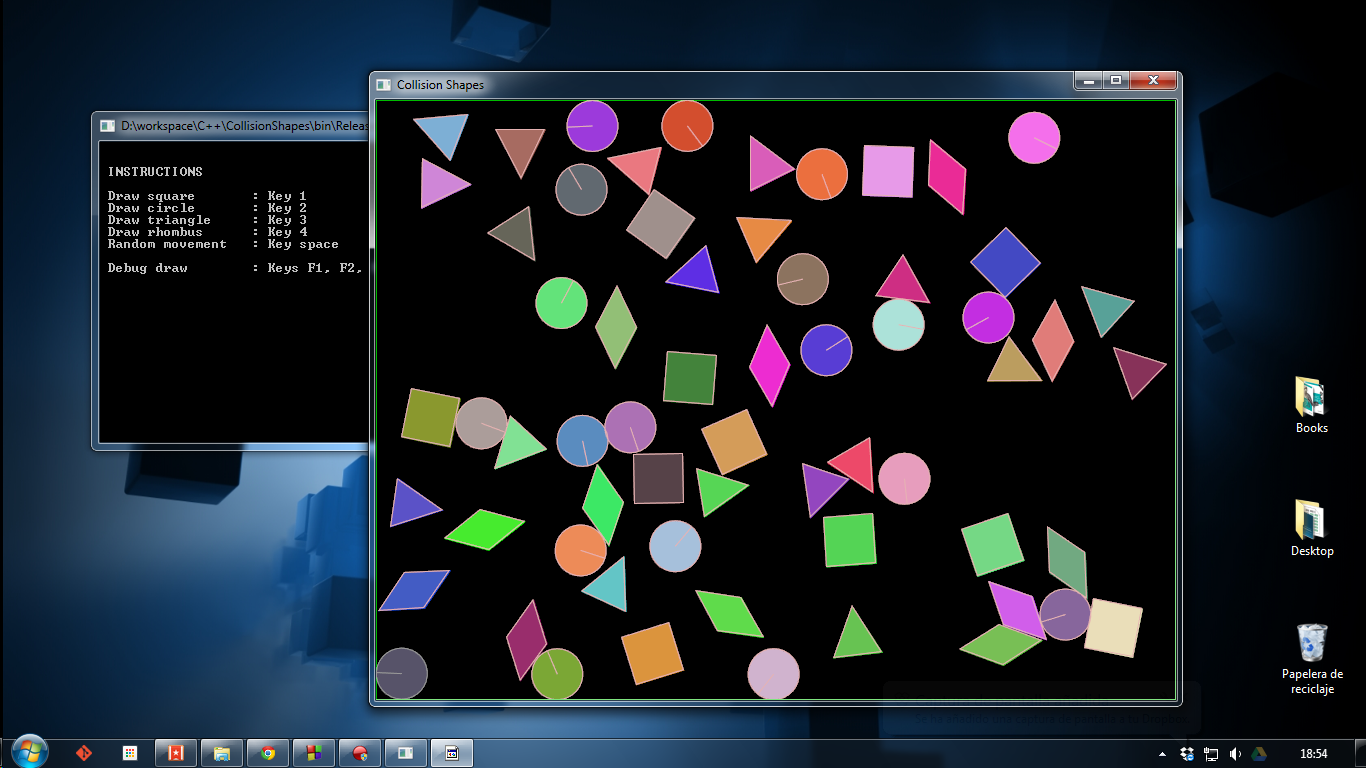 Collision Shapes
D:\workspace\C++\CollisionShapes\bin\Releas
INSTRUCTIONS
Draw square : Key 1
Draw circle : Key 2
Draw triangle : Key 3
Draw rhombus : Key 4
Random movement : Key space
Debug draw : Keys F1, F2,
Books
Desktop
Papelera de
reciclaje
18:54